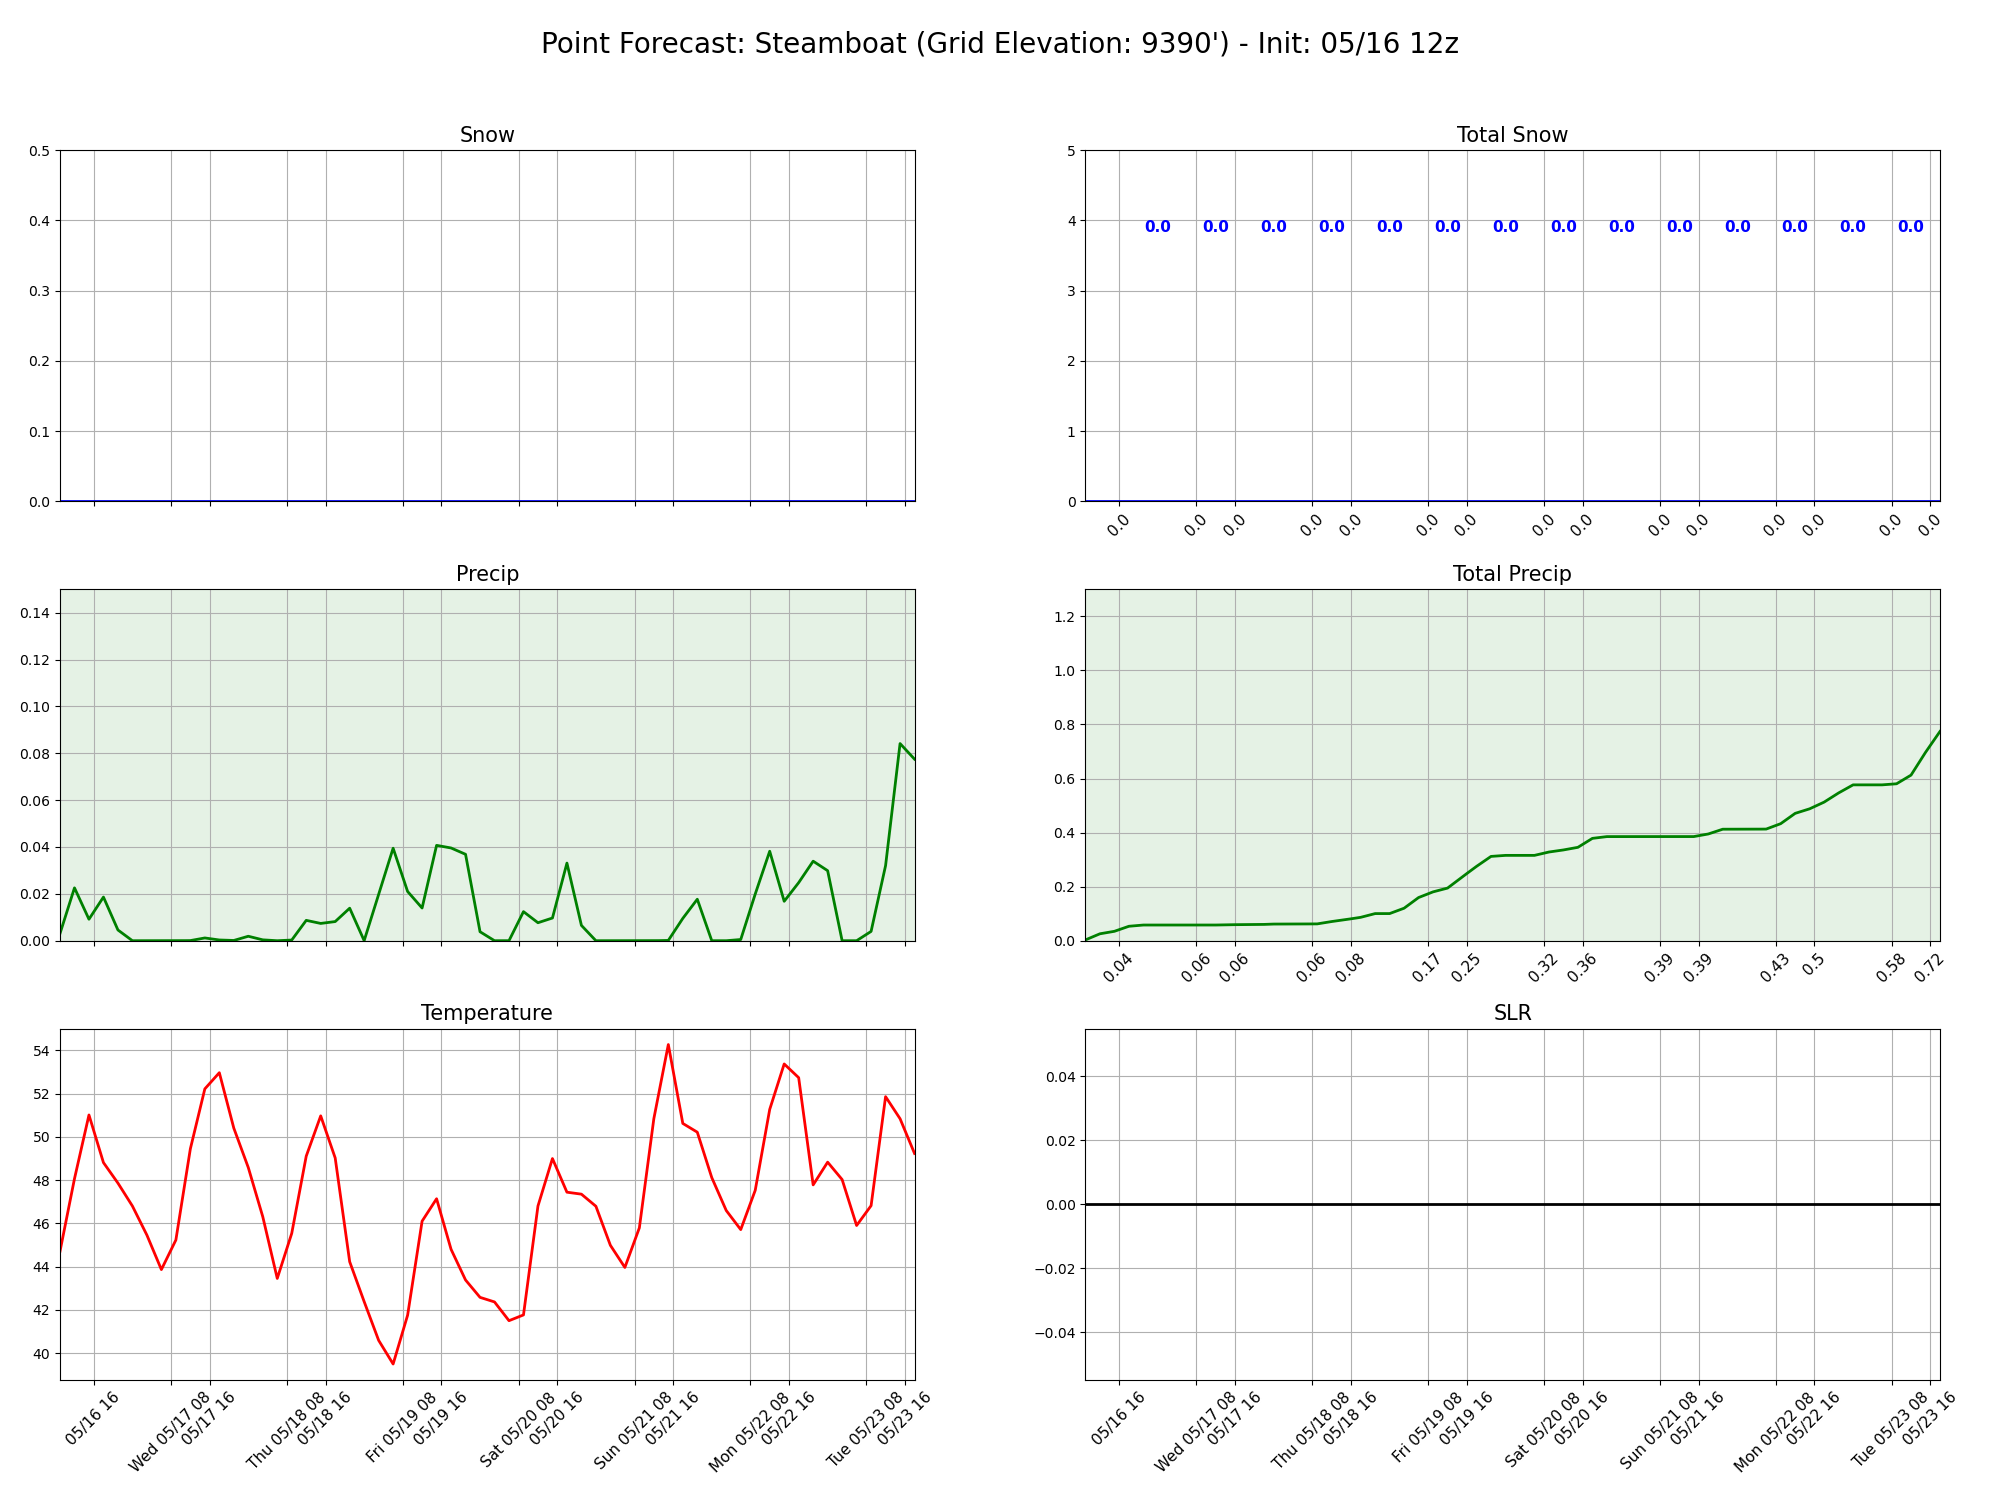 Point Forecast: Steamboat (Grid Elevation: 9390') - Init: 05/16 12z
Snow
0.5
0.4
0.3
0.2
0.1
0.0
Total Snow
5
4
3
2
1
0
0.0 0.0 0.0 0.0 0.0 0.0 0.0 0.0 0.0 0.0 0.0 0.0 0.0 0.0
0.0 0.0 0.0 0.0 0.0 0.0 0.0 0.0 0.0 0.0 0.0 0.0 0.0 0.0 0.0
Precip
0.14
0.12
0.10
0.08
0.06
0.04
0.02
0.00
Total Precip
1.2
1.0
0.8
0.6
0.4
0.2
0.0
0.04 0.06 0.06 0.06 0.08 0.17 0.25 0.32 0.36 0.39 0.39 0.43 0.5 0.58 0.72
Temperature
54
52
50
48
46
44
42
40
05/16 16
Wed 05/17 08
05/17 16
Thu 05/18 08
05/18 16
Fri 05/19 08
05/19 16
Sat 05/20 08
05/20 16
Sun 05/21 08
05/21 16
Mon 05/22 08
05/22 16
Tue 05/23 08
05/23 16
SLR
0.04
0.02
0.00
−0.02
−0.04
05/16 16
Wed 05/17 08
05/17 16
Thu 05/18 08
05/18 16
Fri 05/19 08
05/19 16
Sat 05/20 08
05/20 16
Sun 05/21 08
05/21 16
Mon 05/22 08
05/22 16
Tue 05/23 08
05/23 16